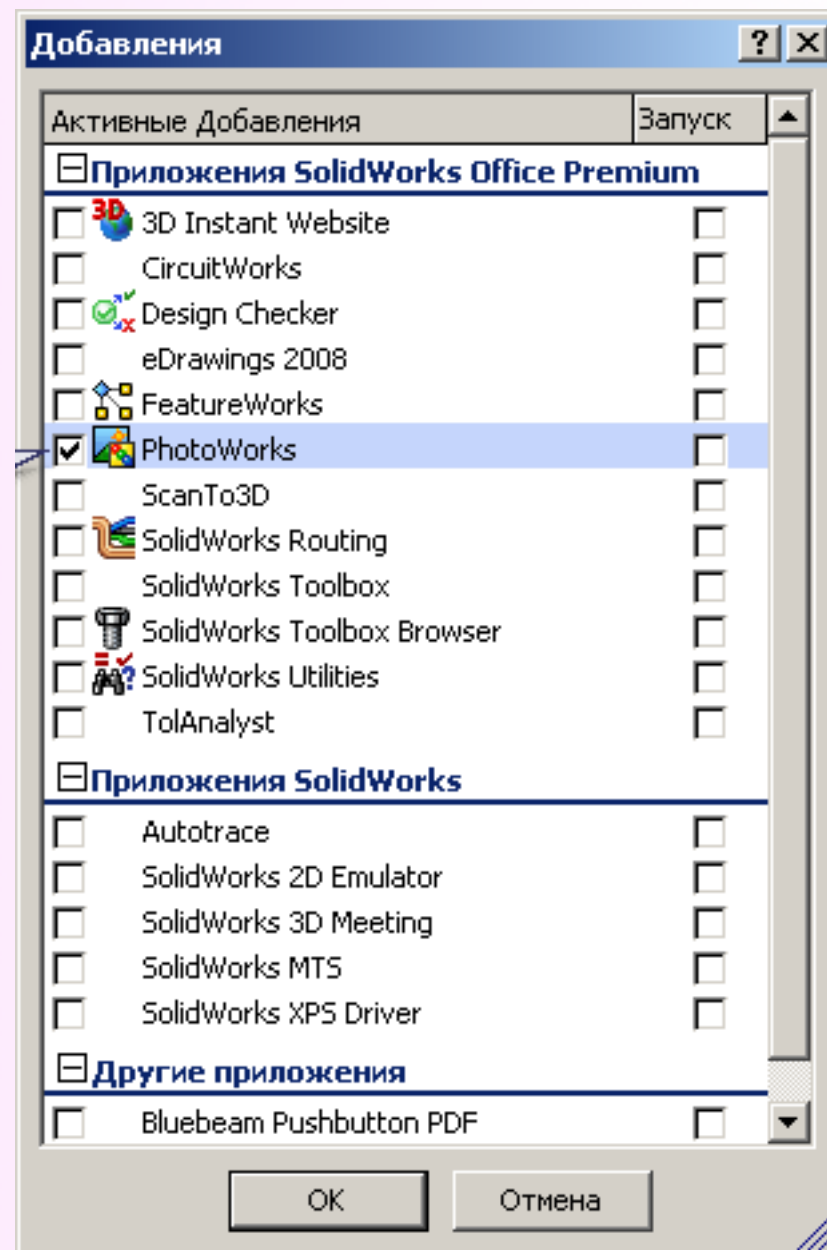 Добавления
Активные Добавления Запуск
Приложения SolidWorks Office Premium
3D Instant Website
CircuitWorks
Design Checker
eDrawings 2008
FeatureWorks
PhotoWorks
ScanTo3D
SolidWorks Routing
SolidWorks Toolbox
SolidWorks Toolbox Browser
SolidWorks Utilities
TolAnalyst
Приложения SolidWorks
Autotrace
SolidWorks 2D Emulator
SolidWorks 3D Meeting
SolidWorks MTS
SolidWorks XPS Driver
Другие приложения
Bluebeam Pushbutton PDF
OK Отмена